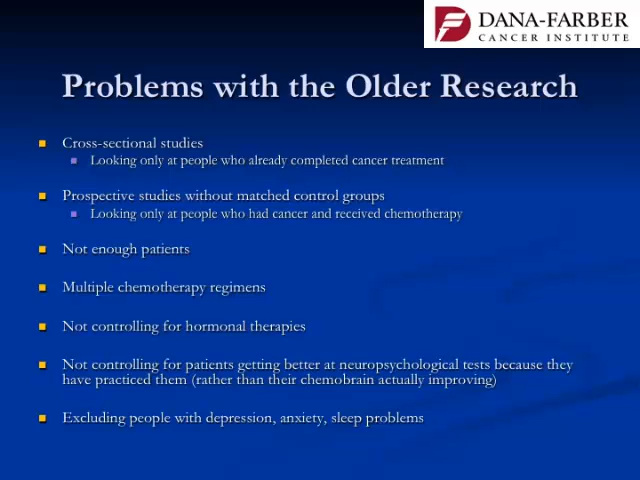 DANA-FARBER
CANCER INSTITUTE
Problems with the Older Research
Cross-sectional studies
Looking only at people who already completed cancer treatment
Prospective studies without matched control groups
Looking only at people who had cancer and received chemotherapy
Not enough patients
Multiple chemotherapy regimens
Not controlling for hormonal therapies
Not controlling for patients getting better at neuropsychological tests because they
have practiced them (rather than their chemobrain actually improving)
Excluding people with depression, anxiety, sleep problems